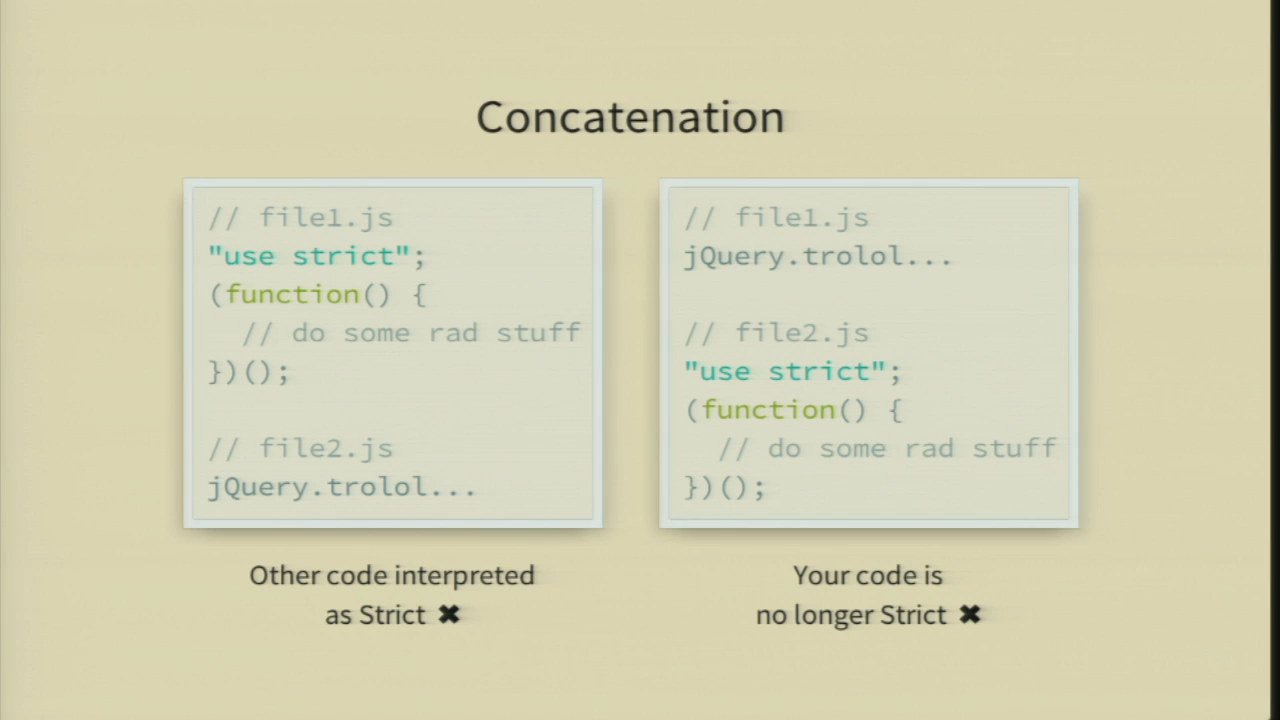 Concatenation
// file1.js
"use strict";
(function() {
  // do some rad stuff
})();
// file2.js
jQuery.trolol...
Other code interpreted
as Strict ✖
// file1.js
jQuery.trolol...
// file2.js
"use strict";
(function() {
  // do some rad stuff
})();
Your code is
no longer Strict ✖